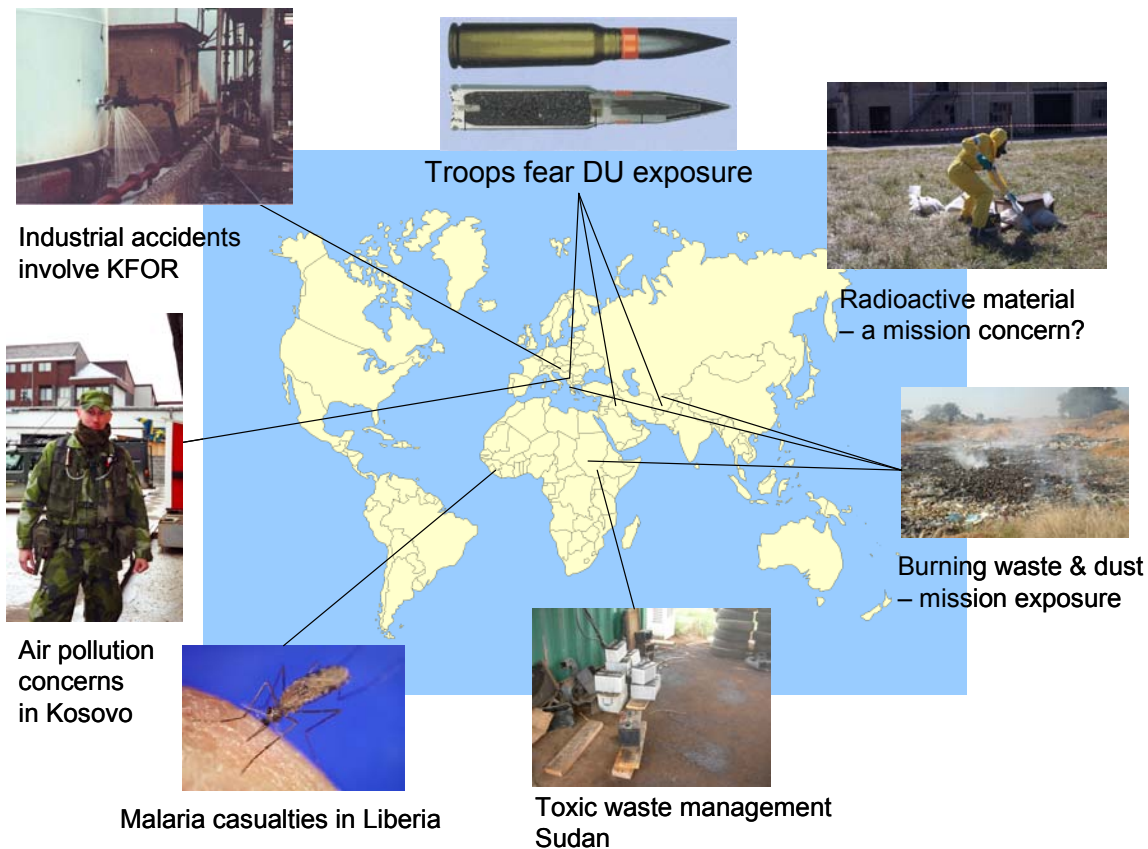 Troops fear DU exposure
Industrial accidents
involve KFOR
Radioactive material
– a mission concern?
Air pollution
concerns
in Kosovo
Burning waste & dust
– mission exposure
Malaria casualties in Liberia
Toxic waste management
Sudan